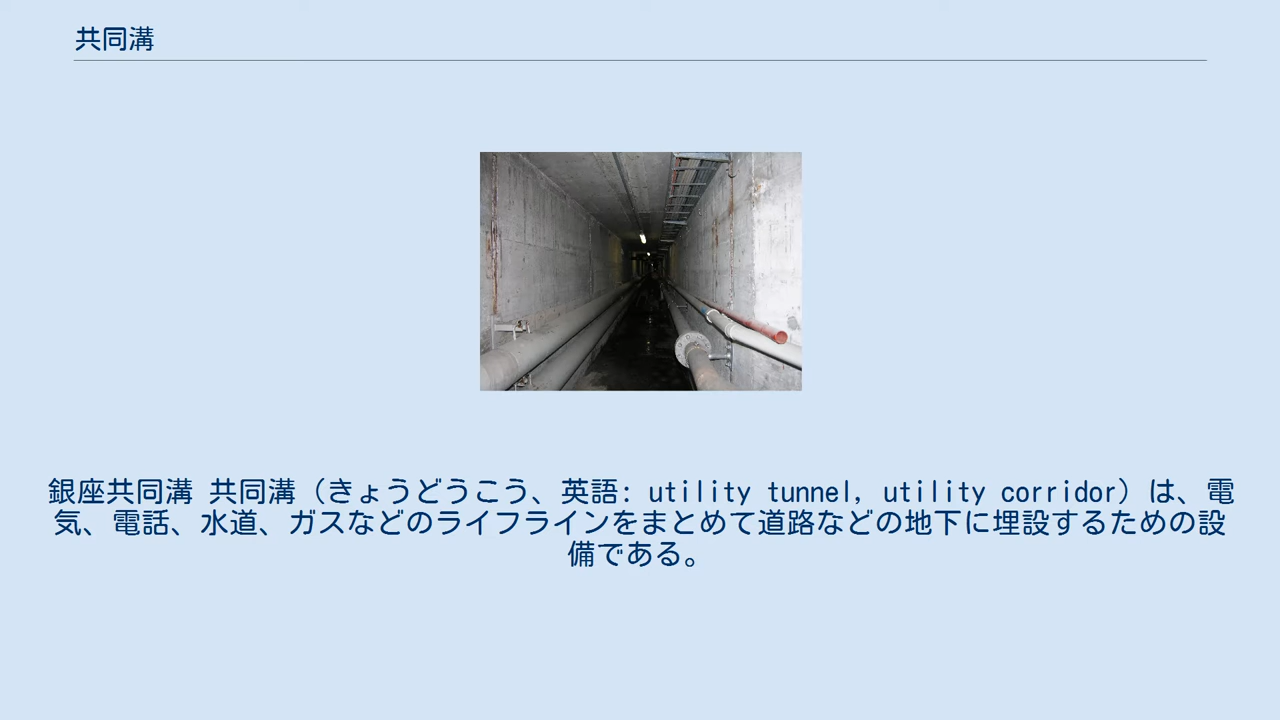 共同溝
銀座共同溝 共同溝（きょうどうこう、英語: utility tunnel, utility corridor）は、電
気、電話、水道、ガスなどのライフラインをまとめて道路などの地下に埋設するための設
備である。